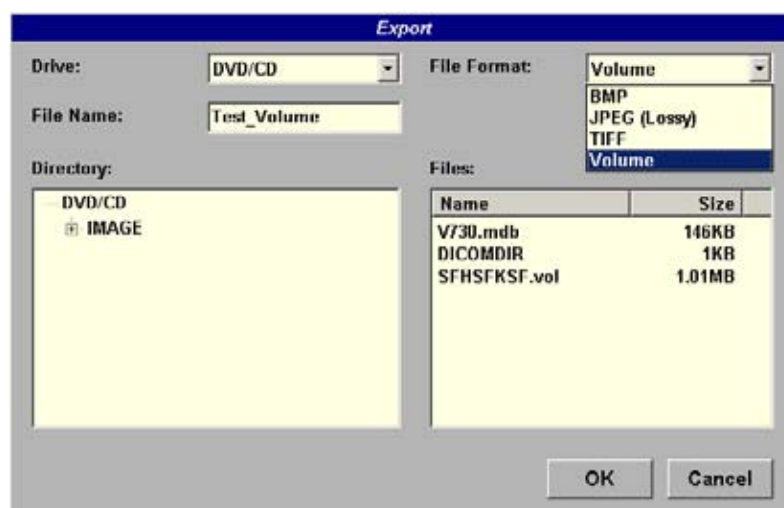 Export
Drive:
DVD/CD
File Format:
Volume
BMP
JPEG (Lossy)
TIFF
Volume
File Name:
Test_Volume
Directory:
DVD/CD
IMAGE
Files:
Name Size
V730.mdb 146KB
DICOMDIR 1KB
SFHSFKSF.vol 1.01MB
OK Cancel